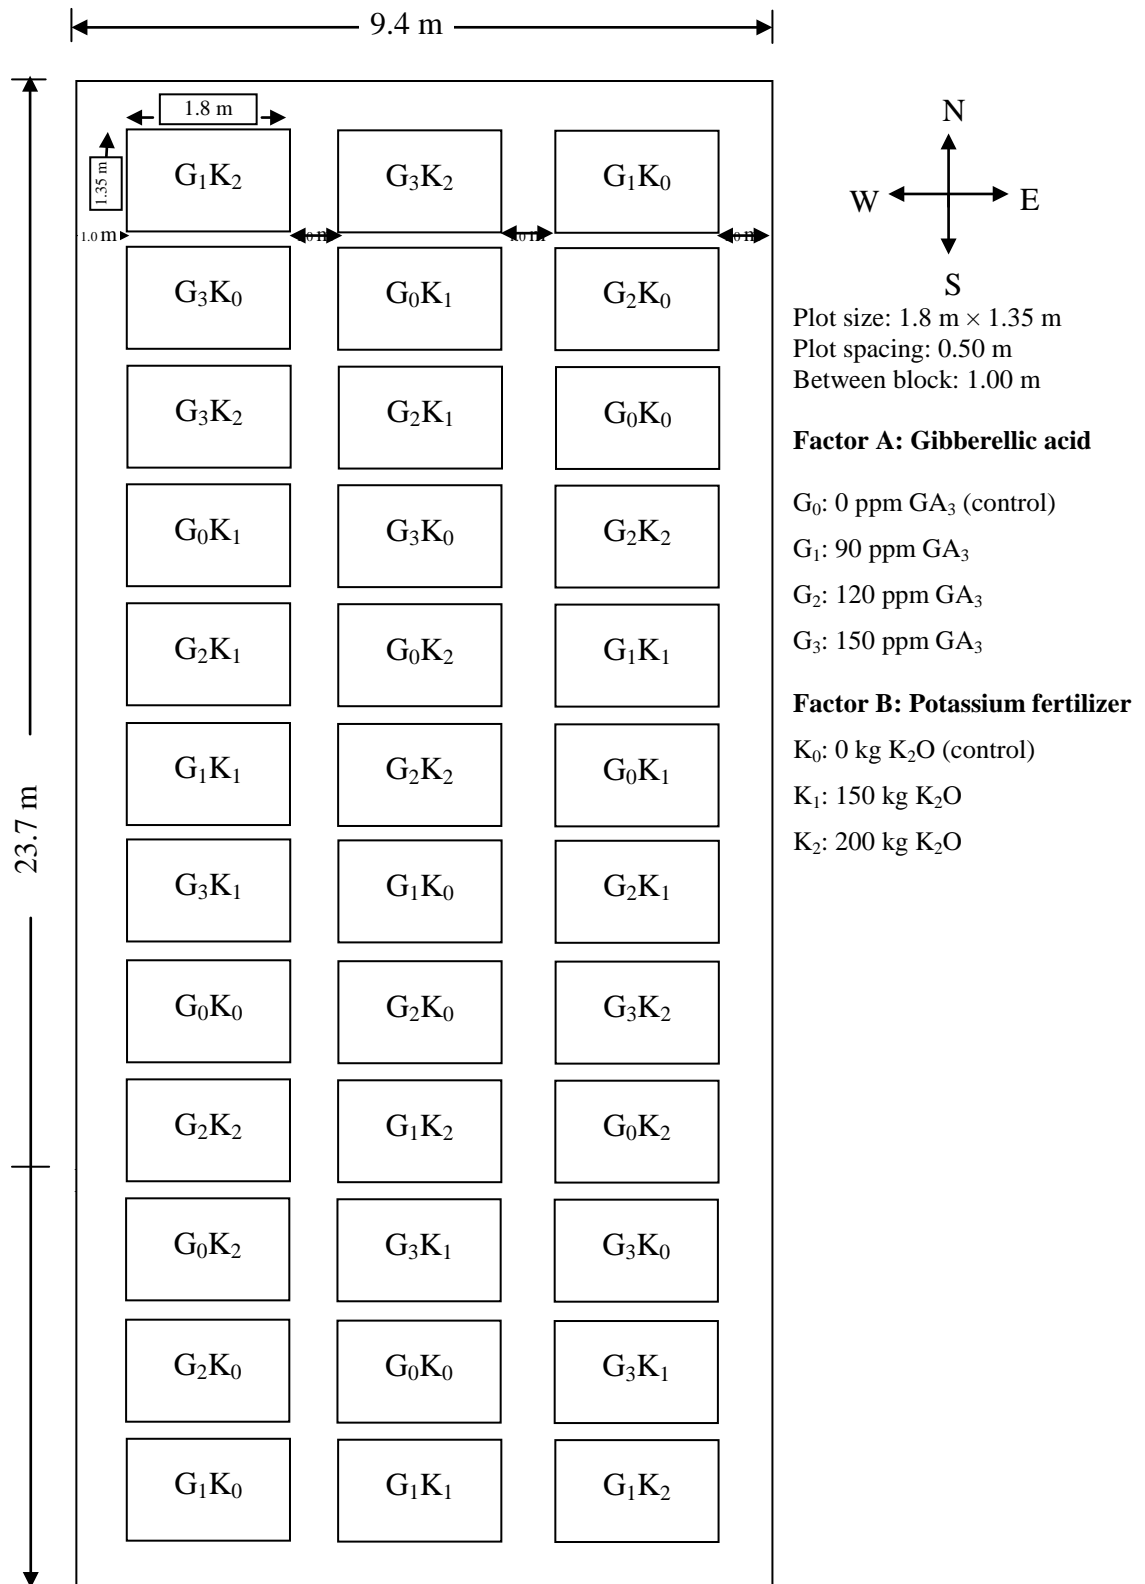 9.4 m
1.8 m
1.35 m
G₁K₂ G₃K₂ G₁K₀
1.0 m .0 m 1.0 m .0 m
G₃K₀ G₀K₁ G₂K₀
G₃K₂ G₂K₁ G₀K₀
G₀K₁ G₃K₀ G₂K₂
G₂K₁ G₀K₂ G₁K₁
G₁K₁ G₂K₂ G₀K₁
G₃K₁ G₁K₀ G₂K₁
G₀K₀ G₂K₀ G₃K₂
G₂K₂ G₁K₂ G₀K₂
G₀K₂ G₃K₁ G₃K₀
G₂K₀ G₀K₀ G₃K₁
G₁K₀ G₁K₁ G₁K₂
23.7 m
N
W E
S
Plot size: 1.8 m × 1.35 m
Plot spacing: 0.50 m
Between block: 1.00 m
Factor A: Gibberellic acid
G₀: 0 ppm GA₃ (control)
G₁: 90 ppm GA₃
G₂: 120 ppm GA₃
G₃: 150 ppm GA₃
Factor B: Potassium fertilizer
K₀: 0 kg K₂O (control)
K₁: 150 kg K₂O
K₂: 200 kg K₂O